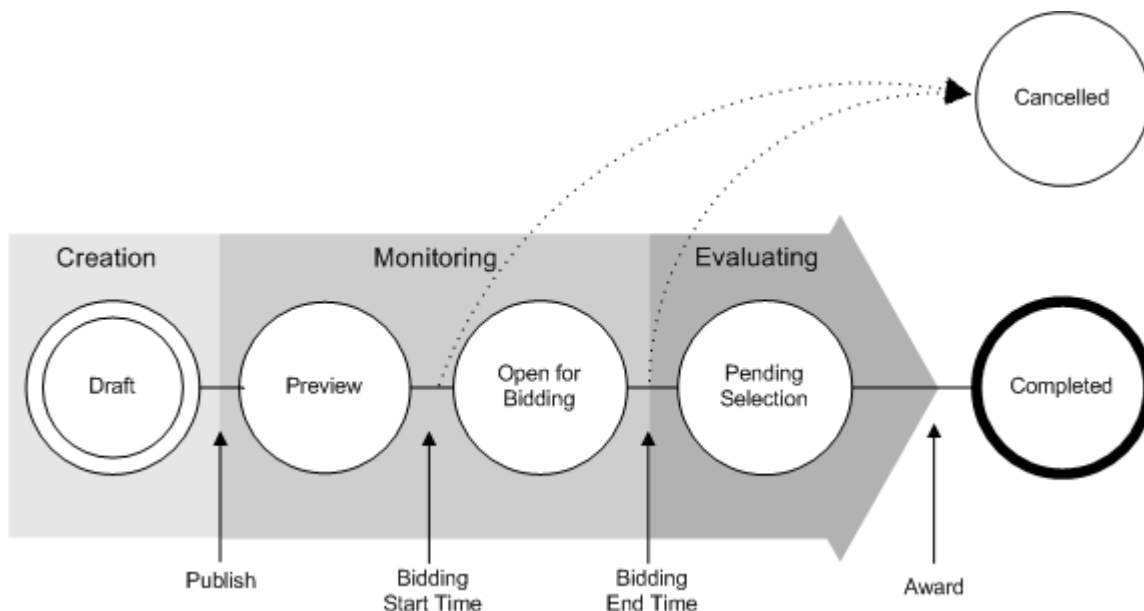 Cancelled
Creation
Monitoring
Evaluating
Draft
Preview
Open for
Bidding
Pending
Selection
Completed
Publish
Bidding
Start Time
Bidding
End Time
Award